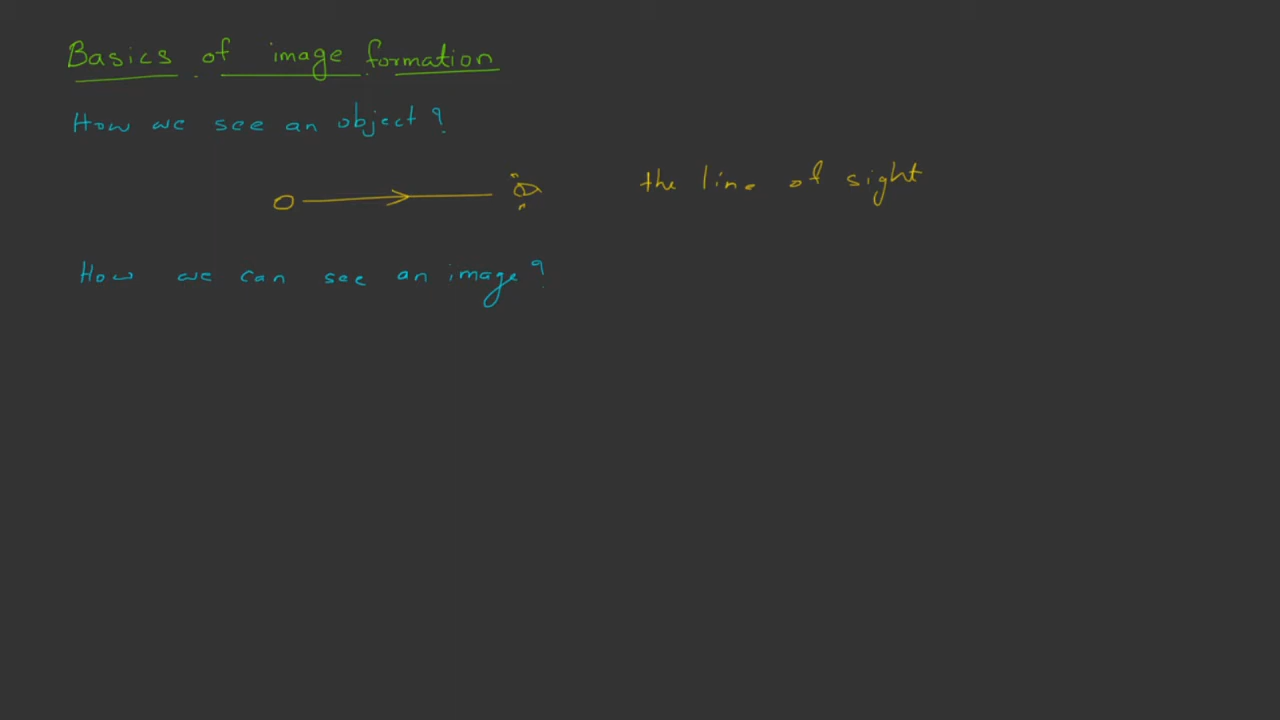 Basics of image formation
How we see an object?
the line of sight
How we can see an image?